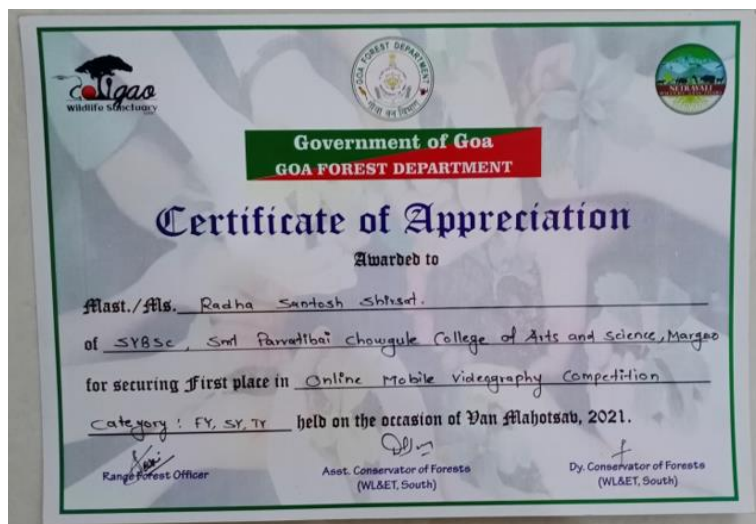 Cotigao
Wildlife Sanctuary
GOA FOREST DEPARTMENT
गोवा वन विभाग
NETRAVALI
Government of Goa
GOA FOREST DEPARTMENT
Certificate of Appreciation
Awarded to
Mast./Ms. Radha Santosh Shirsat.
of SYBSc, Smt Parvatibai Chowgule College of Arts and Science, Margao
for securing First place in Online Mobile Videography Competition
Category : FY, SY, TY held on the occasion of Van Mahotsav, 2021.
Range Forest Officer
Asst. Conservator of Forests
(WL&ET, South)
Dy. Conservator of Forests
(WL&ET, South)